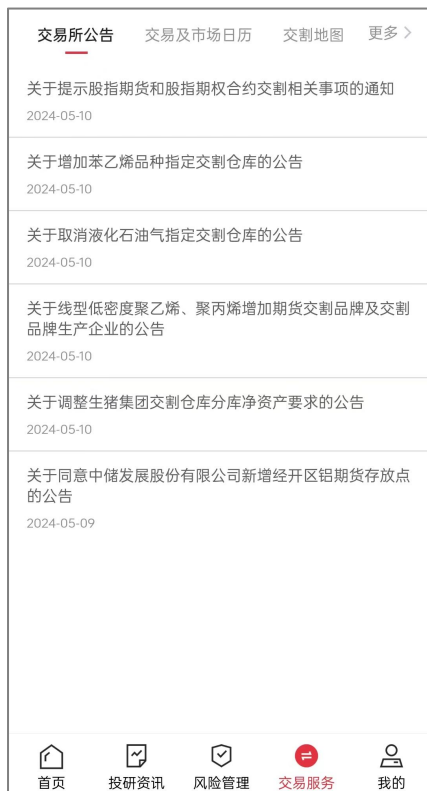 交易所公告 交易及市场日历 交割地图 更多
关于提示股指期货和股指期权合约交割相关事项的通知
2024-05-10
关于增加苯乙烯品种指定交割仓库的公告
2024-05-10
关于取消液化石油气指定交割仓库的公告
2024-05-10
关于线型低密度聚乙烯、聚丙烯增加期货交割品牌及交割
品牌生产企业的公告
2024-05-10
关于调整生猪集团交割仓库分库净资产要求的公告
2024-05-10
关于同意中储发展股份有限公司新增经开区铝期货存放点
的公告
2024-05-09
首页 投研资讯 风险管理 交易服务 我的